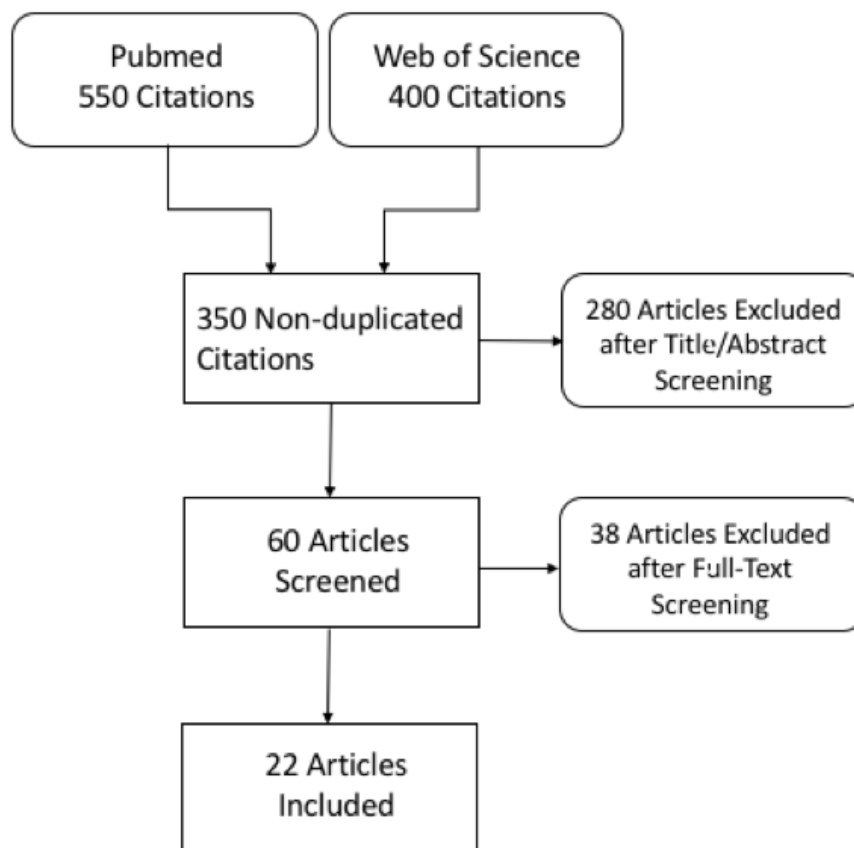 Pubmed
550 Citations
Web of Science
400 Citations
350 Non-duplicated
Citations
280 Articles Excluded
after Title/Abstract
Screening
60 Articles
Screened
38 Articles Excluded
after Full-Text
Screening
22 Articles
Included